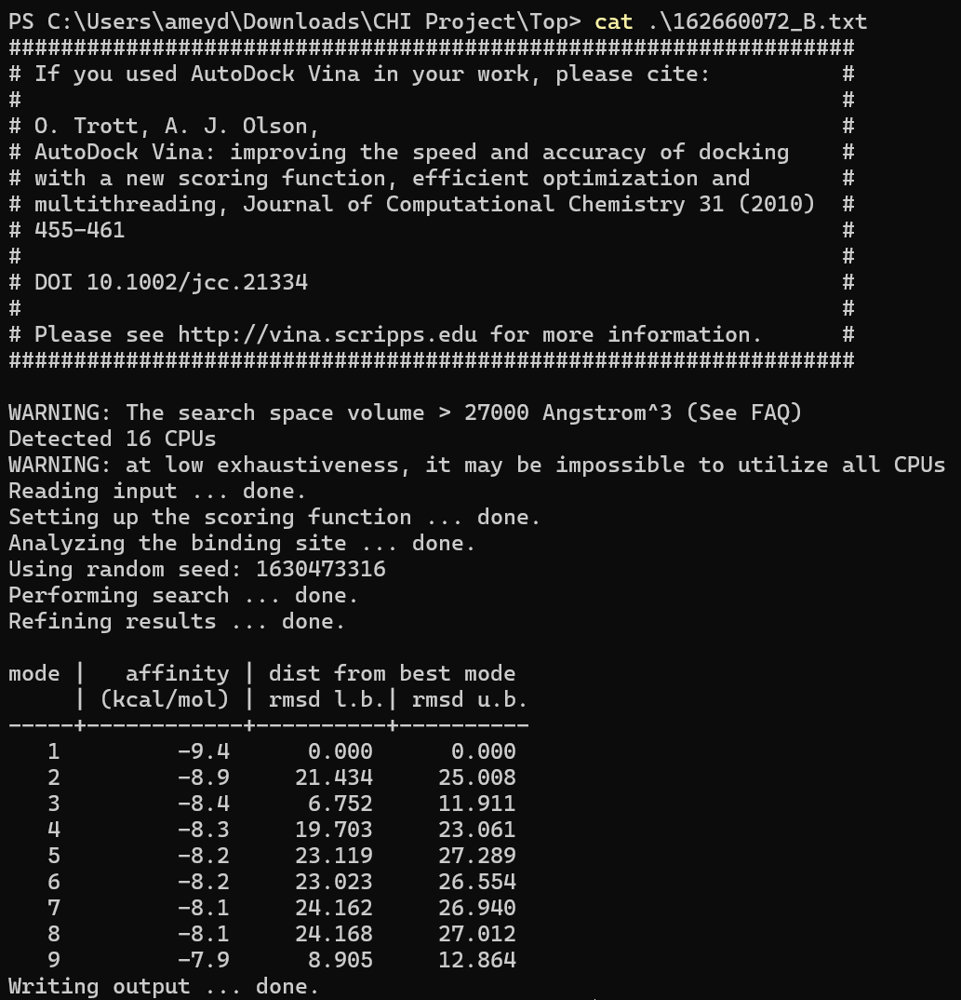 PS C:\Users\ameyd\Downloads\CHI Project\Top> cat .\162660072_B.txt
#################################################################
# If you used AutoDock Vina in your work, please cite:          #
#                                                               #
# O. Trott, A. J. Olson,                                        #
# AutoDock Vina: improving the speed and accuracy of docking    #
# with a new scoring function, efficient optimization and       #
# multithreading, Journal of Computational Chemistry 31 (2010)  #
# 455-461                                                       #
#                                                               #
# DOI 10.1002/jcc.21334                                         #
#                                                               #
# Please see http://vina.scripps.edu for more information.      #
#################################################################

WARNING: The search space volume > 27000 Angstrom^3 (See FAQ)
Detected 16 CPUs
WARNING: at low exhaustiveness, it may be impossible to utilize all CPUs
Reading input ... done.
Setting up the scoring function ... done.
Analyzing the binding site ... done.
Using random seed: 1630473316
Performing search ... done.
Refining results ... done.

mode |   affinity | dist from best mode
     | (kcal/mol) | rmsd l.b.| rmsd u.b.
-----+------------+----------+----------
   1         -9.4      0.000      0.000
   2         -8.9     21.434     25.008
   3         -8.4      6.752     11.911
   4         -8.3     19.703     23.061
   5         -8.2     23.119     27.289
   6         -8.2     23.023     26.554
   7         -8.1     24.162     26.940
   8         -8.1     24.168     27.012
   9         -7.9      8.905     12.864
Writing output ... done.